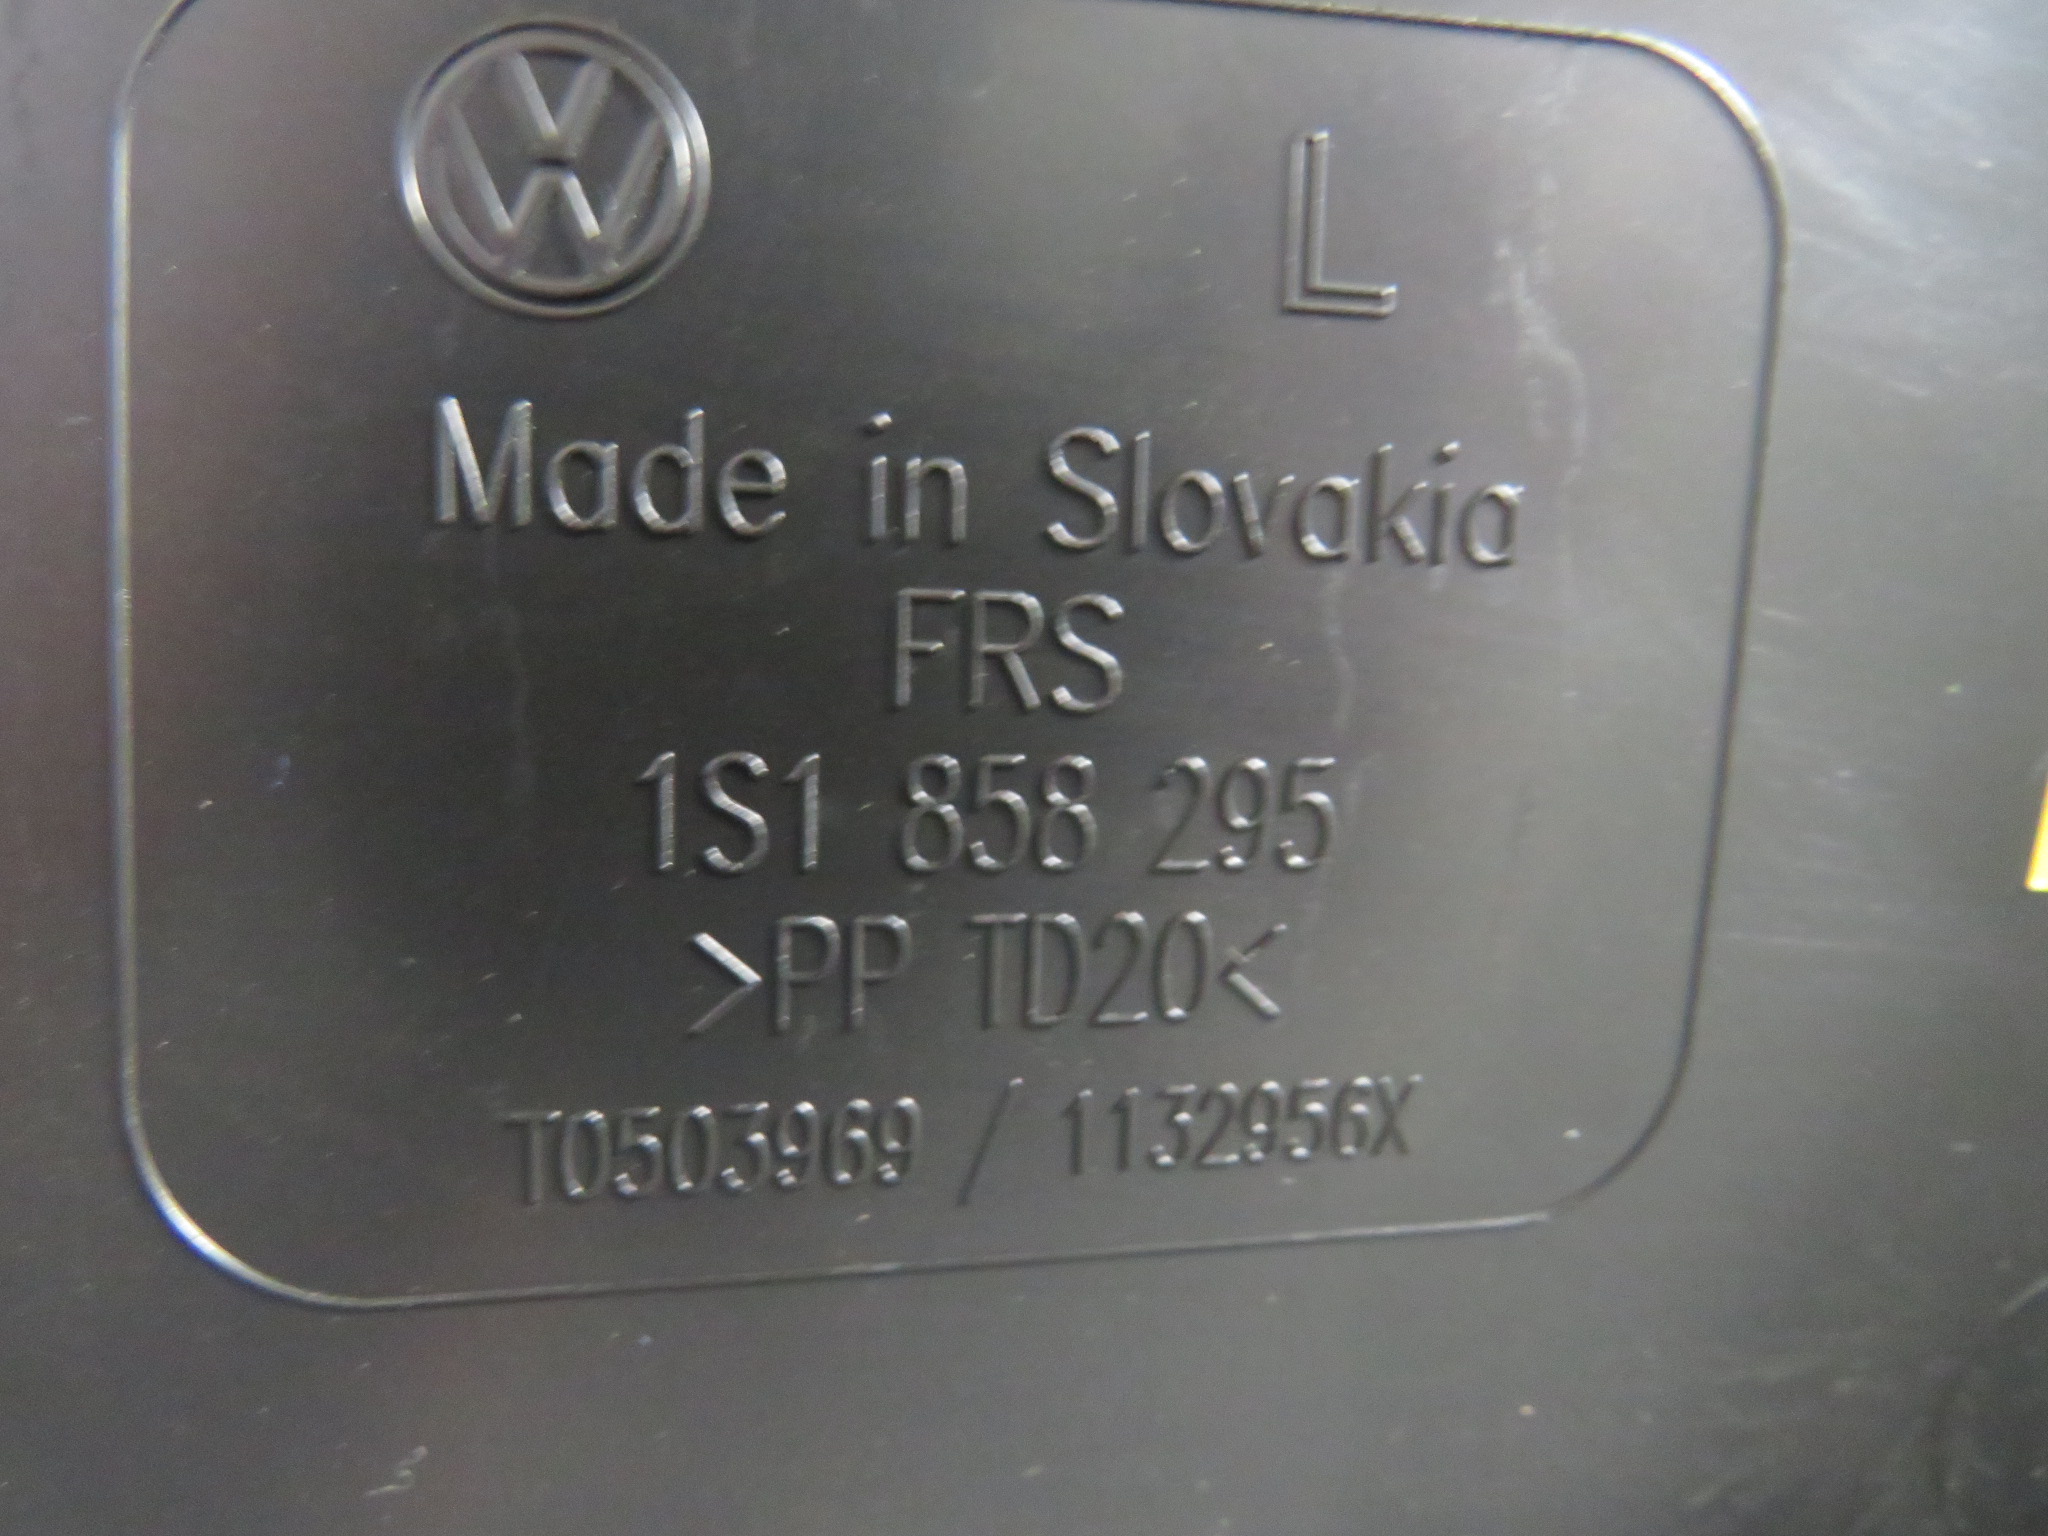 L
Made in Slovakia
FRS
1S1 858 295
>PP TD20<
T0503969 / 1132956X